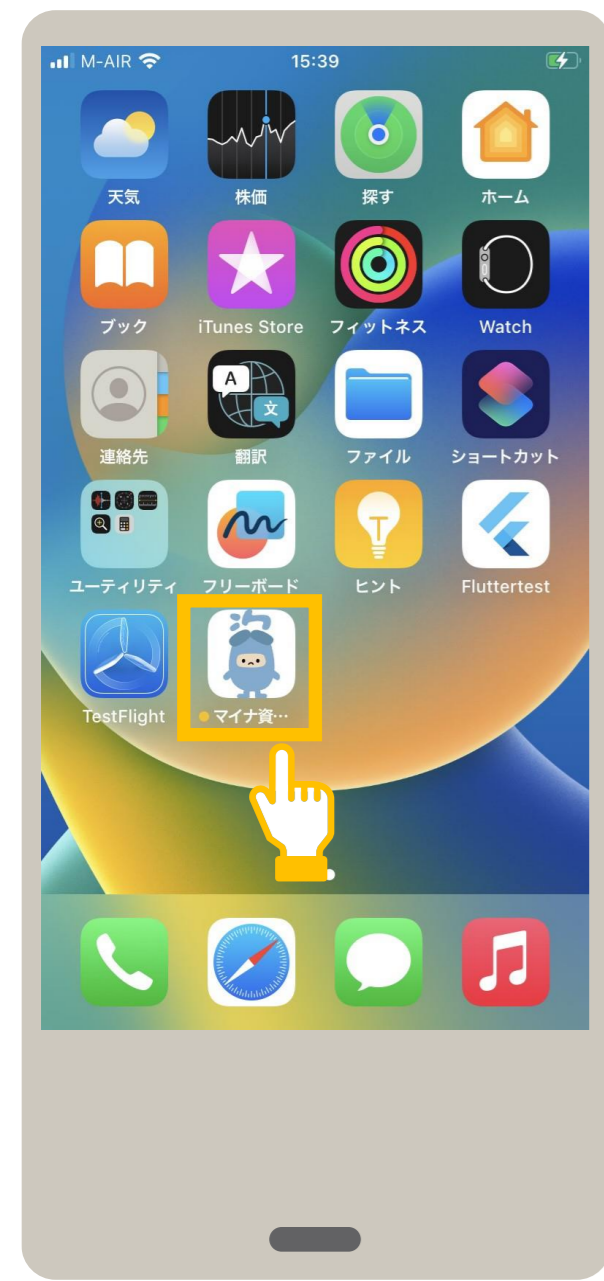 M-AIR 15:39
天気 株価 探す ホーム
ブック iTunes Store フィットネス Watch
A
文
連絡先 翻訳 ファイル ショートカット
T
ユーティリティ フリーボード ヒント Fluttertest
TestFlight マイナ資…